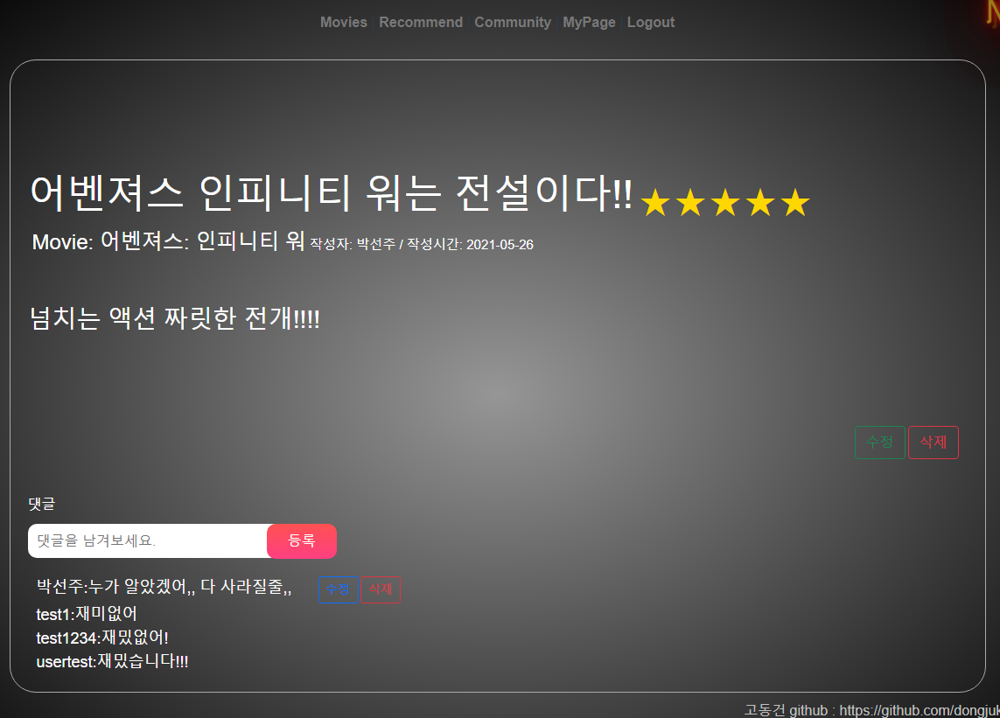 Movies Recommend Community MyPage Logout
어벤져스 인피니티 워는 전설이다!! ★★★★★
Movie: 어벤져스: 인피니티 워 작성자: 박선주 / 작성시간: 2021-05-26
넘치는 액션 짜릿한 전개!!!!
수정 삭제
댓글
댓글을 남겨보세요. 등록
박선주:누가 알았겠어,, 다 사라질줄,, 수정 삭제
test1:재미없어
test1234:재밌없어!
usertest:재밌습니다!!!
고동건 github : https://github.com/dongjuk